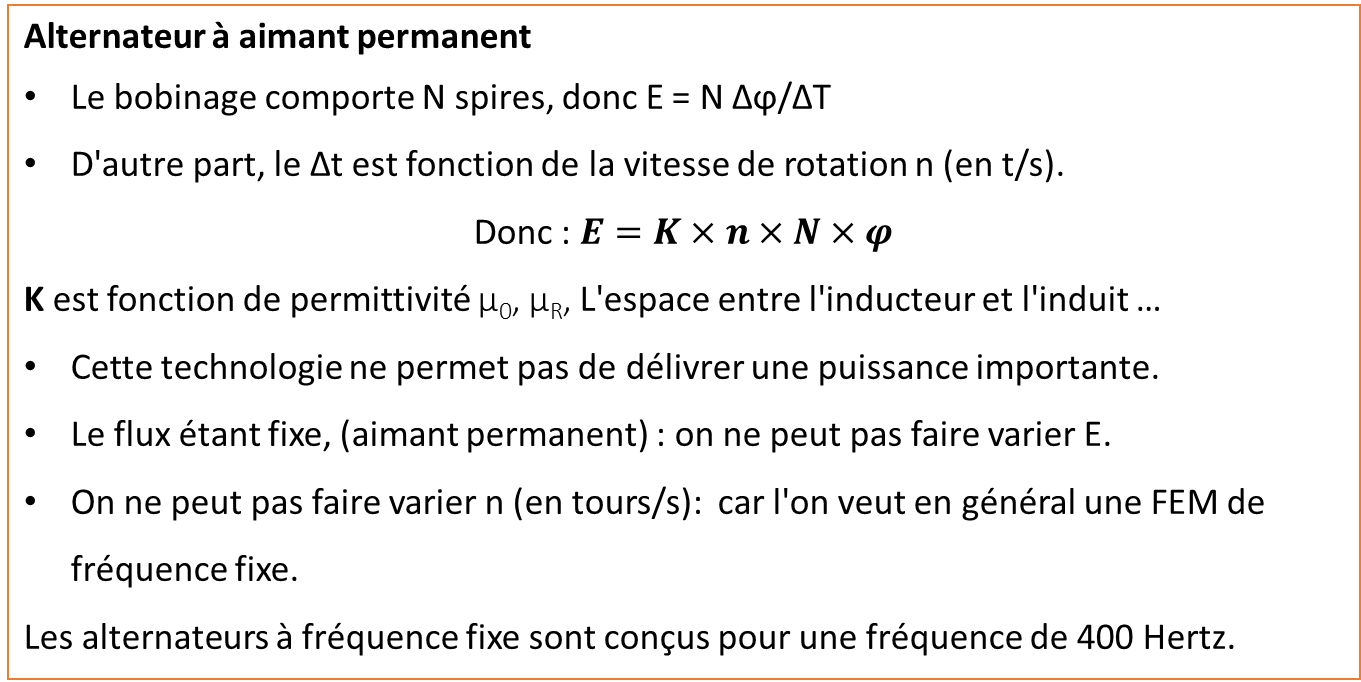 Alternateur à aimant permanent
• Le bobinage comporte N spires, donc E = N Δφ/ΔT
• D'autre part, le Δt est fonction de la vitesse de rotation n (en t/s).
Donc : E = K × n × N × φ
K est fonction de permittivité μ₀, μR, L'espace entre l'inducteur et l'induit ...
• Cette technologie ne permet pas de délivrer une puissance importante.
• Le flux étant fixe, (aimant permanent) : on ne peut pas faire varier E.
• On ne peut pas faire varier n (en tours/s): car l'on veut en général une FEM de
fréquence fixe.
Les alternateurs à fréquence fixe sont conçus pour une fréquence de 400 Hertz.